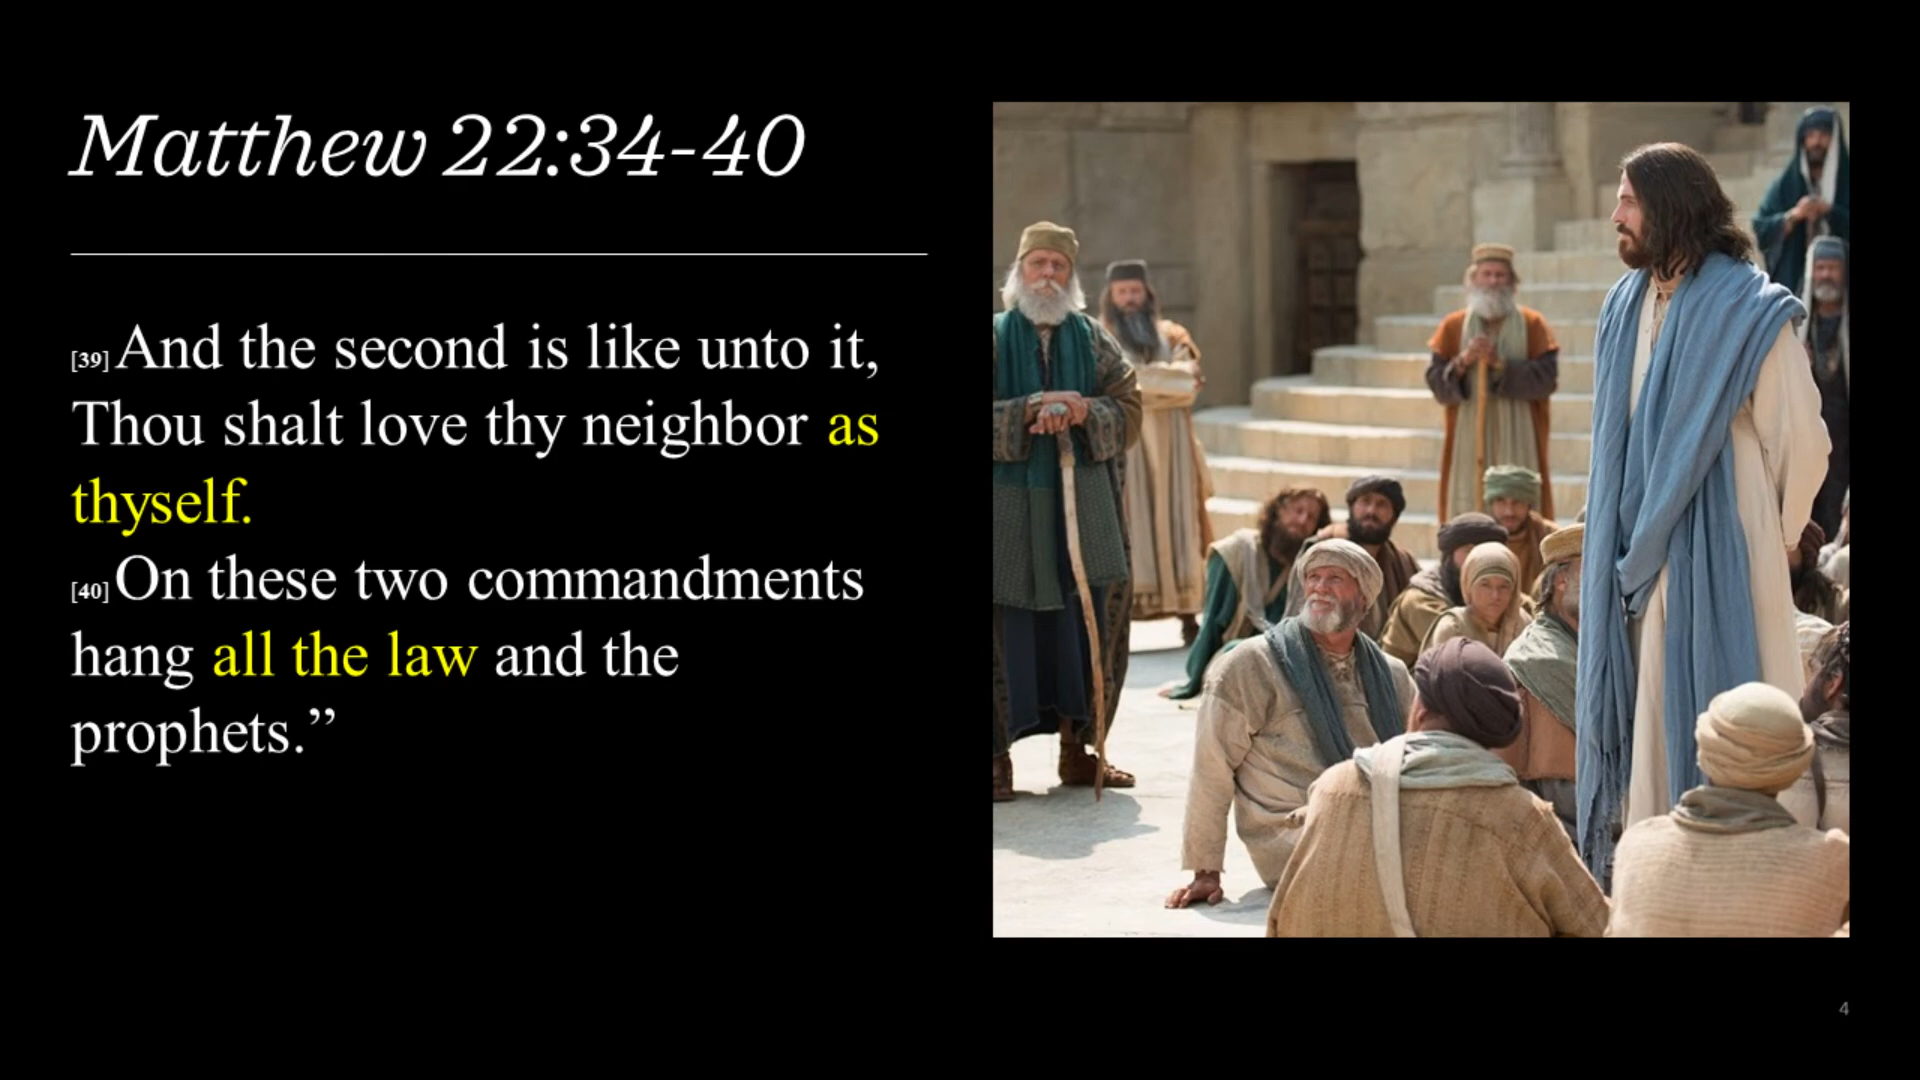 Matthew 22:34-40
[39] And the second is like unto it,
Thou shalt love thy neighbor as
thyself.
[40] On these two commandments
hang all the law and the
prophets.”
4